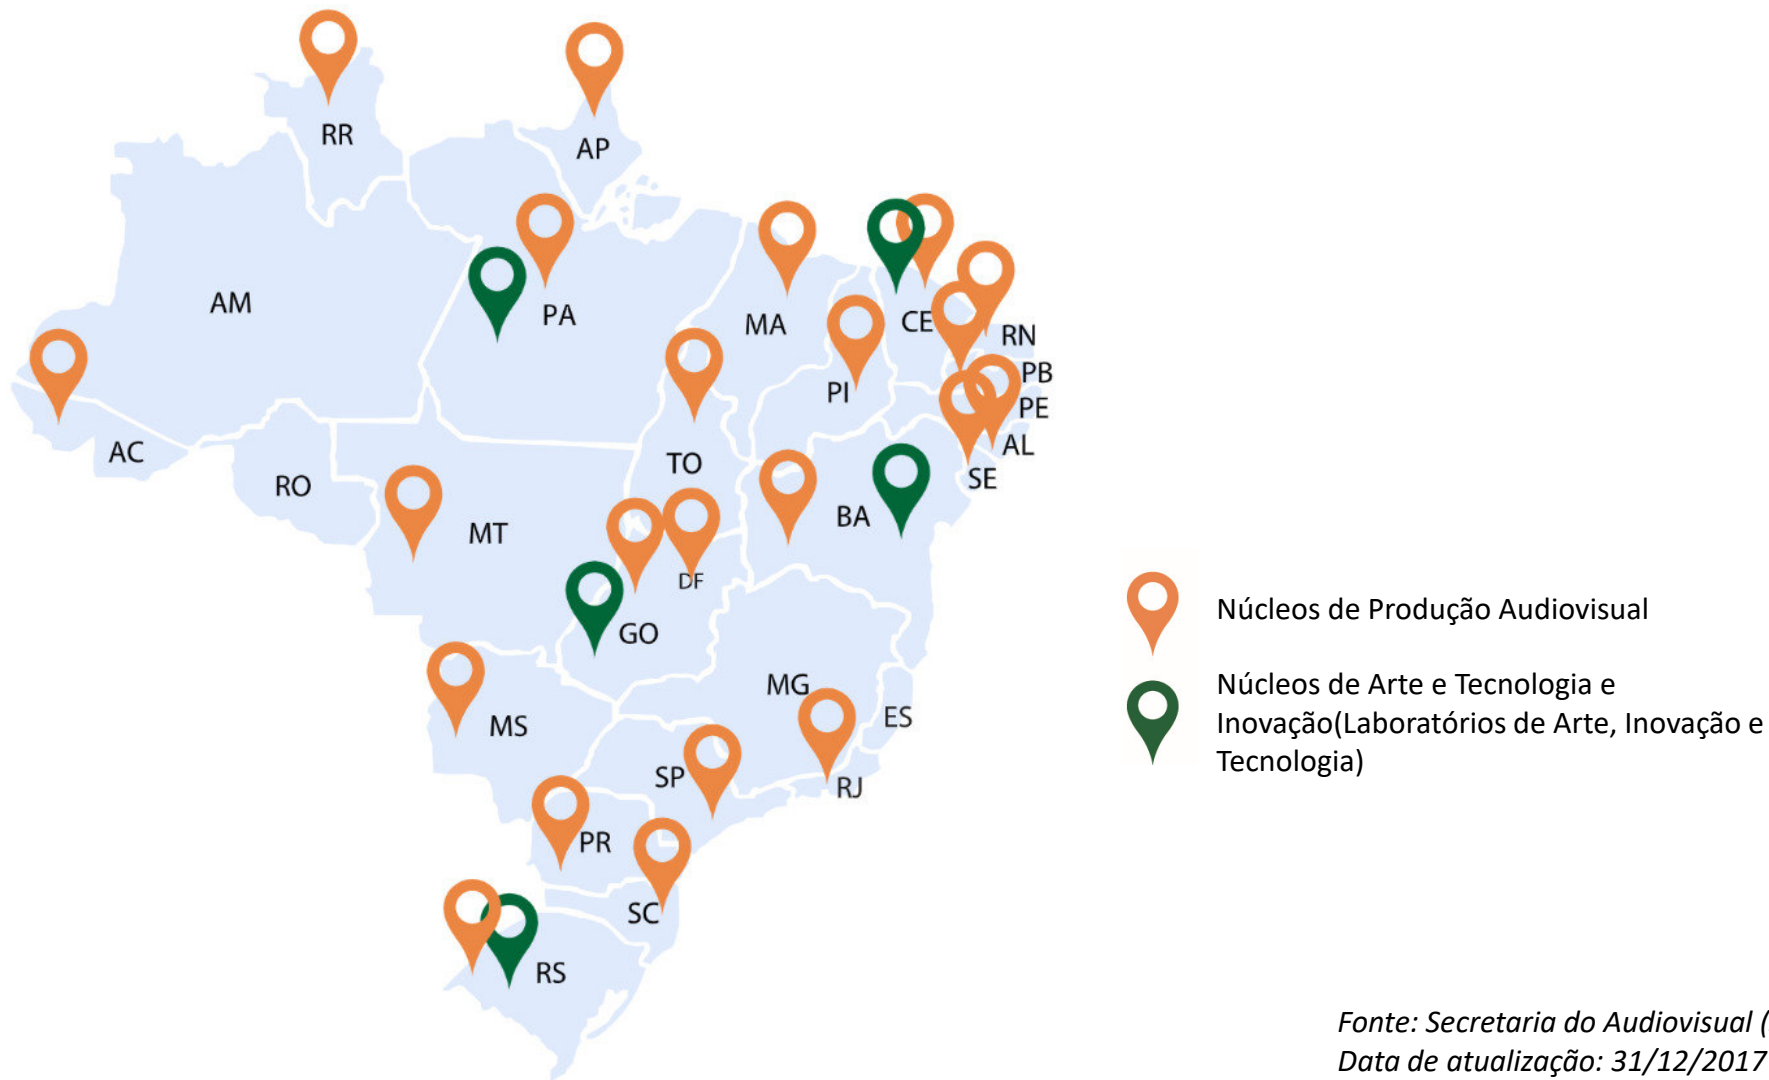 RR
AP
AM
PA
MA
CE
RN
PI
PB
PE
AC
AL
TO
SE
RO
BA
MT
DF
GO
MG
ES
MS
SP
RJ
PR
SC
RS
Núcleos de Produção Audiovisual
Núcleos de Arte e Tecnologia e
Inovação(Laboratórios de Arte, Inovação e
Tecnologia)
Fonte: Secretaria do Audiovisual (
Data de atualização: 31/12/2017